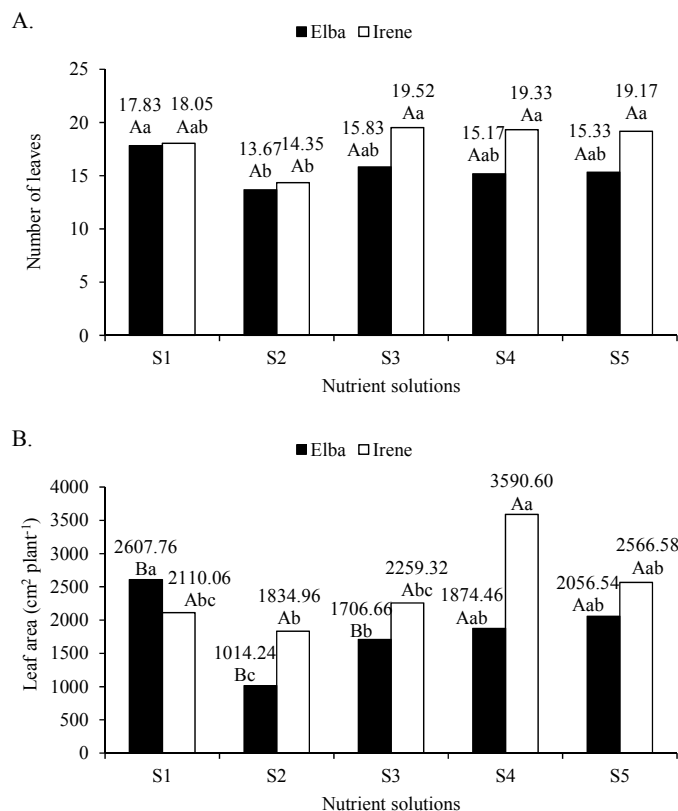 A.
Elba Irene
25
20
15
10
5
0
Number of leaves
17.83 18.05
Aa Aab
13.67 14.35
Ab Ab
15.83 19.52
Aab Aa
15.17 19.33
Aab Aa
15.33 19.17
Aab Aa
S1 S2 S3 S4 S5
Nutrient solutions
B.
Elba Irene
4000
3500
3000
2500
2000
1500
1000
500
0
Leaf area (cm² plant⁻¹)
2607.76
Ba
2110.06
Abc
1014.24
Bc
1834.96
Ab
1706.66
Bb
2259.32
Abc
1874.46
Aab
3590.60
Aa
2056.54
Aab
2566.58
Aab
S1 S2 S3 S4 S5
Nutrient solutions